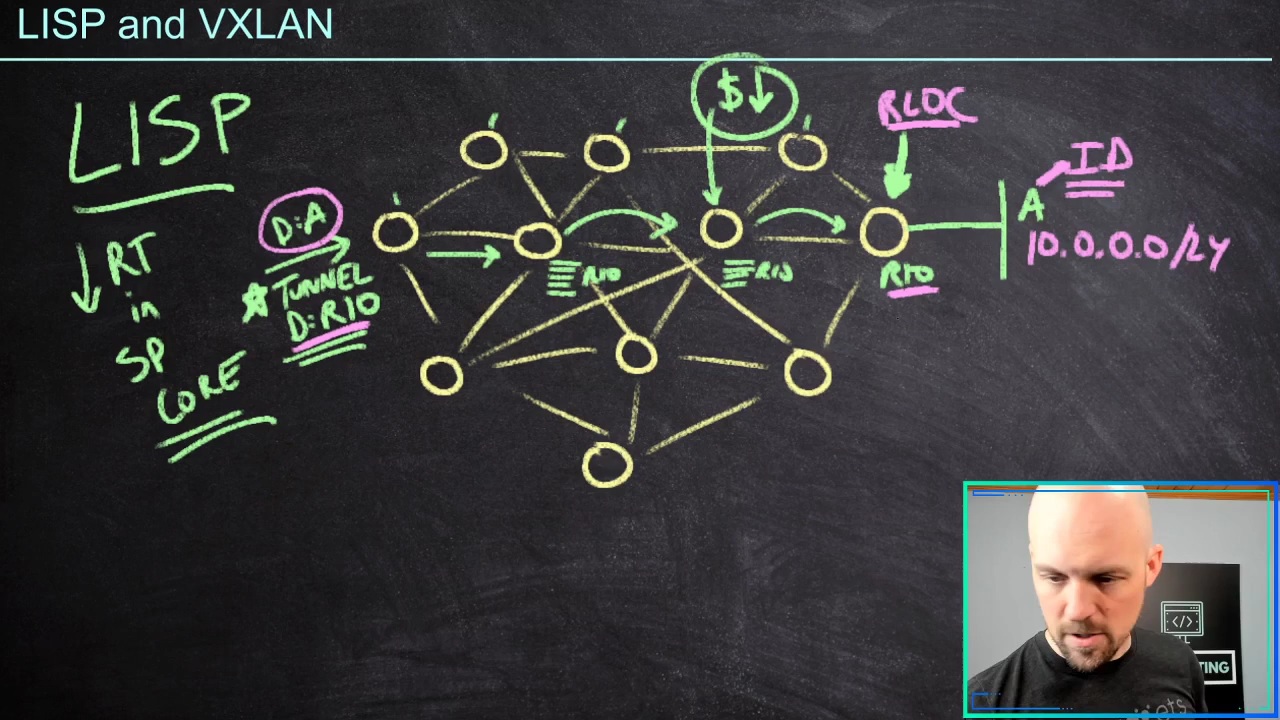 LISP and VXLAN
LISP
↓ RT
in
SP
CORE
D:A
TUNNEL
D:R10
$↓
RLOC
ID
A
10.0.0.0/24
R10
R10
R10